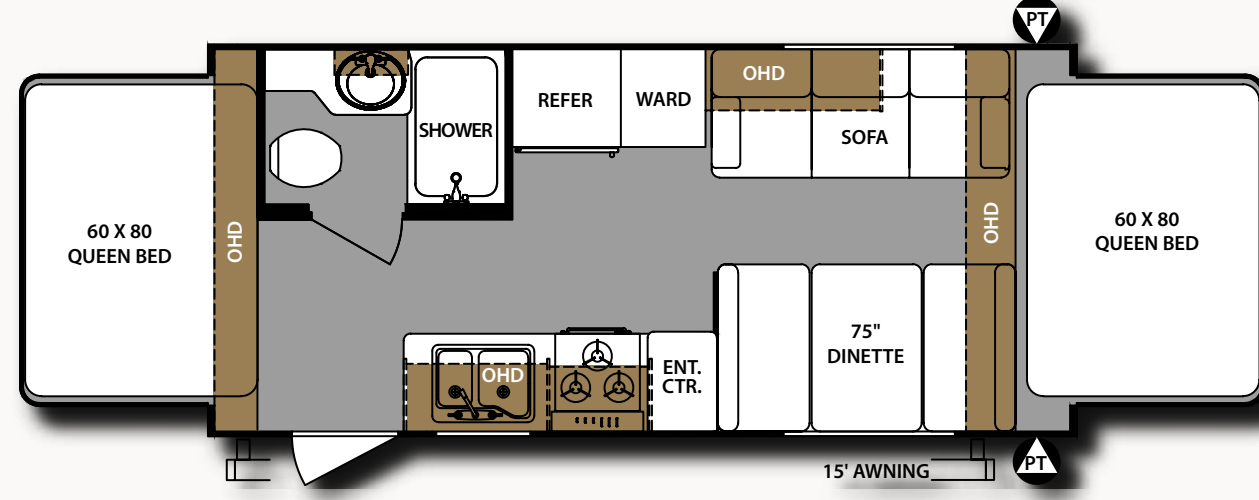 PT
OHD
REFER
WARD
SHOWER
SOFA
60 X 80
QUEEN BED
OHD
OHD
60 X 80
QUEEN BED
75"
DINETTE
OHD
ENT.
CTR.
15' AWNING
PT